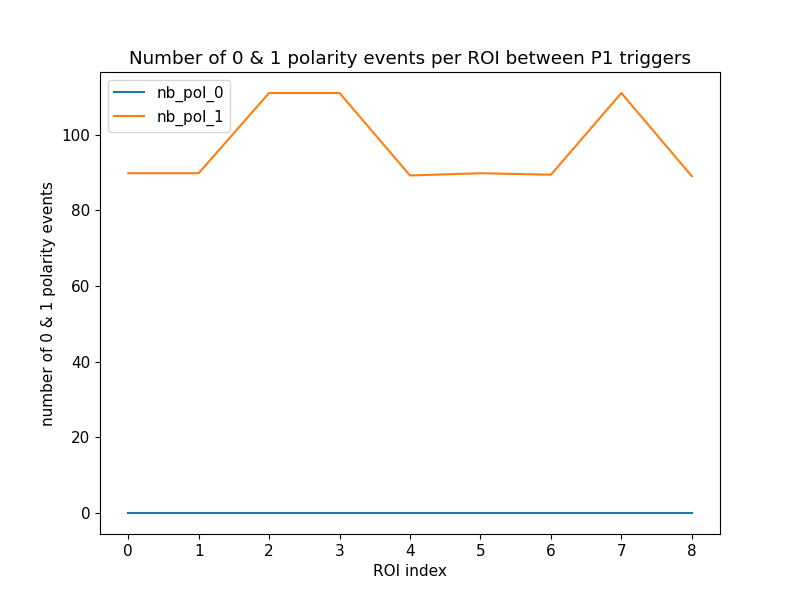 Number of 0 & 1 polarity events per ROI between P1 triggers
nb_pol_0
nb_pol_1
number of 0 & 1 polarity events
100
80
60
40
20
0
0 1 2 3 4 5 6 7 8
ROI index